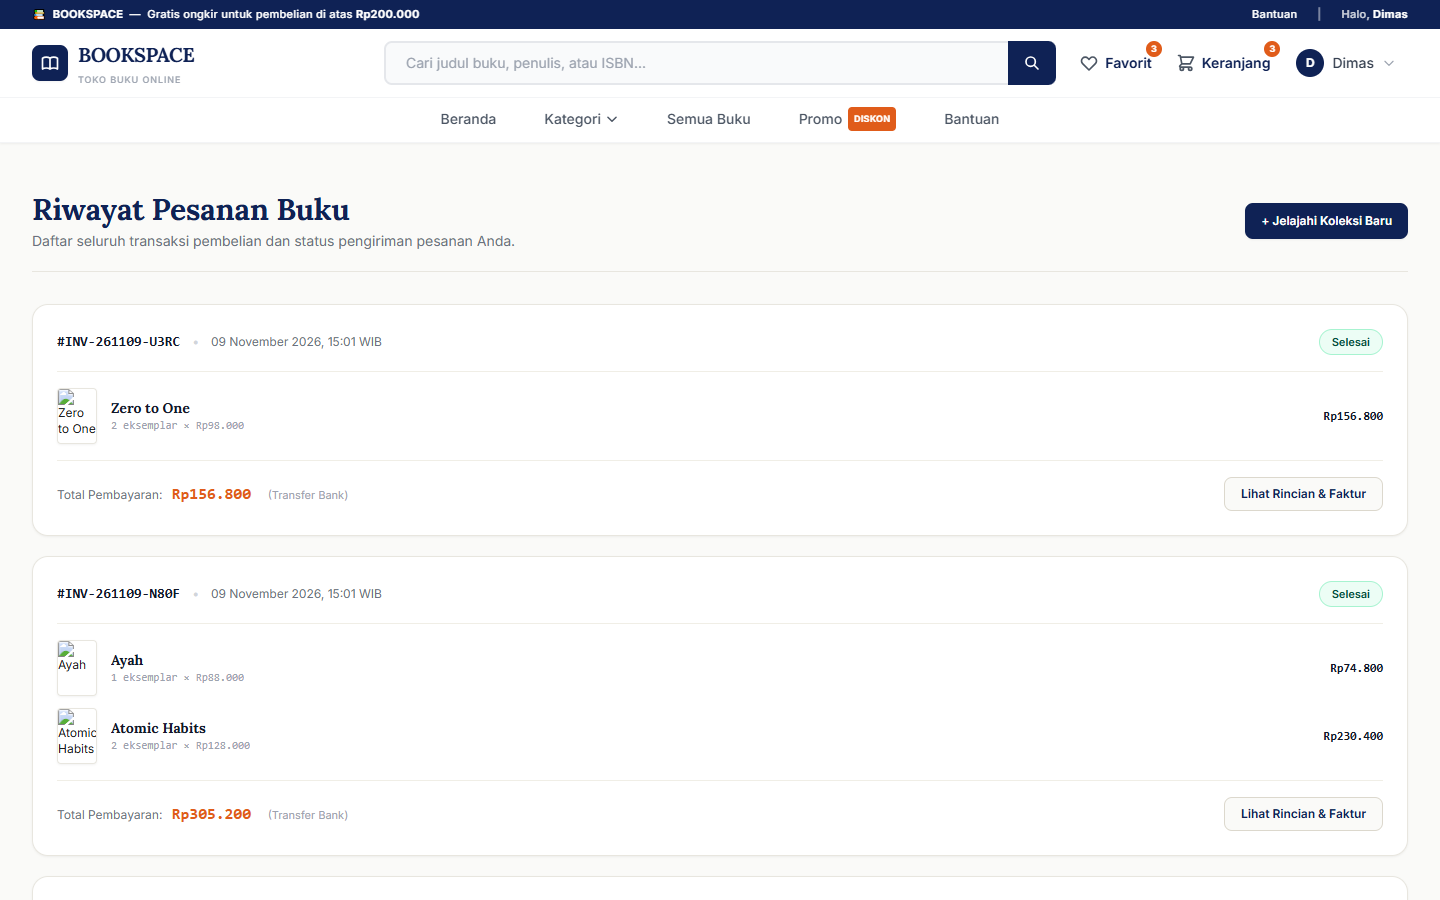 BOOKSPACE — Gratis ongkir untuk pembelian di atas Rp200.000
Bantuan | Halo, Dimas
BOOKSPACE
TOKO BUKU ONLINE
Cari judul buku, penulis, atau ISBN...
Favorit 3
Keranjang 3
D Dimas
Beranda
Kategori
Semua Buku
Promo DISKON
Bantuan
Riwayat Pesanan Buku
Daftar seluruh transaksi pembelian dan status pengiriman pesanan Anda.
+ Jelajahi Koleksi Baru
#INV-261109-U3RC • 09 November 2026, 15:01 WIB
Selesai
Zero
to One
Zero to One
2 eksemplar × Rp98.000
Rp156.800
Total Pembayaran: Rp156.800 (Transfer Bank)
Lihat Rincian & Faktur
#INV-261109-N80F • 09 November 2026, 15:01 WIB
Selesai
Ayah
Ayah
1 eksemplar × Rp88.000
Rp74.800
Atomic
Habits
Atomic Habits
2 eksemplar × Rp128.000
Rp230.400
Total Pembayaran: Rp305.200 (Transfer Bank)
Lihat Rincian & Faktur